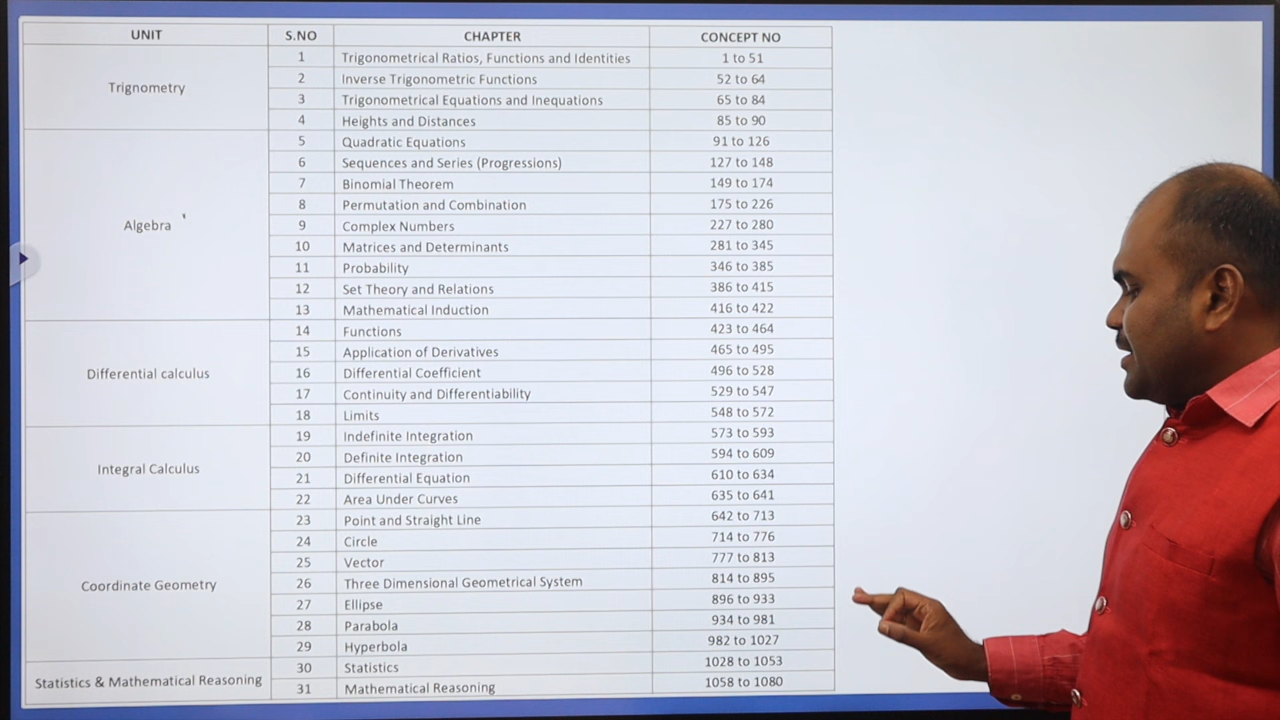 UNIT S.NO CHAPTER CONCEPT NO
Trignometry
1 Trigonometrical Ratios, Functions and Identities 1 to 51
2 Inverse Trigonometric Functions 52 to 64
3 Trigonometrical Equations and Inequations 65 to 84
4 Heights and Distances 85 to 90
Algebra
5 Quadratic Equations 91 to 126
6 Sequences and Series (Progressions) 127 to 148
7 Binomial Theorem 149 to 174
8 Permutation and Combination 175 to 226
9 Complex Numbers 227 to 280
10 Matrices and Determinants 281 to 345
11 Probability 346 to 385
12 Set Theory and Relations 386 to 415
13 Mathematical Induction 416 to 422
Differential calculus
14 Functions 423 to 464
15 Application of Derivatives 465 to 495
16 Differential Coefficient 496 to 528
17 Continuity and Differentiability 529 to 547
18 Limits 548 to 572
Integral Calculus
19 Indefinite Integration 573 to 593
20 Definite Integration 594 to 609
21 Differential Equation 610 to 634
22 Area Under Curves 635 to 641
Coordinate Geometry
23 Point and Straight Line 642 to 713
24 Circle 714 to 776
25 Vector 777 to 813
26 Three Dimensional Geometrical System 814 to 895
27 Ellipse 896 to 933
28 Parabola 934 to 981
29 Hyperbola 982 to 1027
Statistics & Mathematical Reasoning
30 Statistics 1028 to 1053
31 Mathematical Reasoning 1058 to 1080